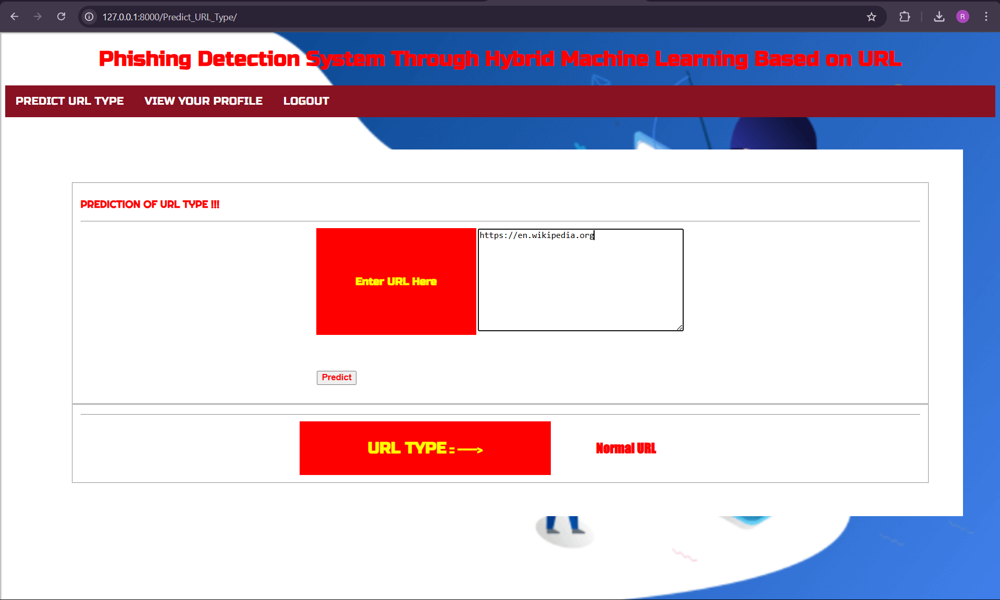 127.0.0.1:8000/Predict_URL_Type/
R
Phishing Detection System Through Hybrid Machine Learning Based on URL
PREDICT URL TYPE VIEW YOUR PROFILE LOGOUT
PREDICTION OF URL TYPE !!!
https://en.wikipedia.org
Enter URL Here
Predict
URL TYPE = --->
Normal URL